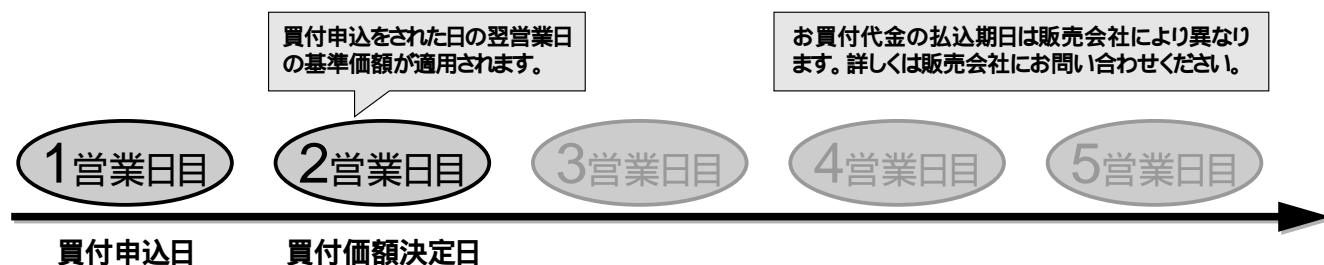 買付申込をされた日の翌営業日
の基準価額が適用されます。
お買付代金の払込期日は販売会社により異なり
ます。詳しくは販売会社にお問い合わせください。
1営業日目
2営業日目
3営業日目
4営業日目
5営業日目
買付申込日
買付価額決定日